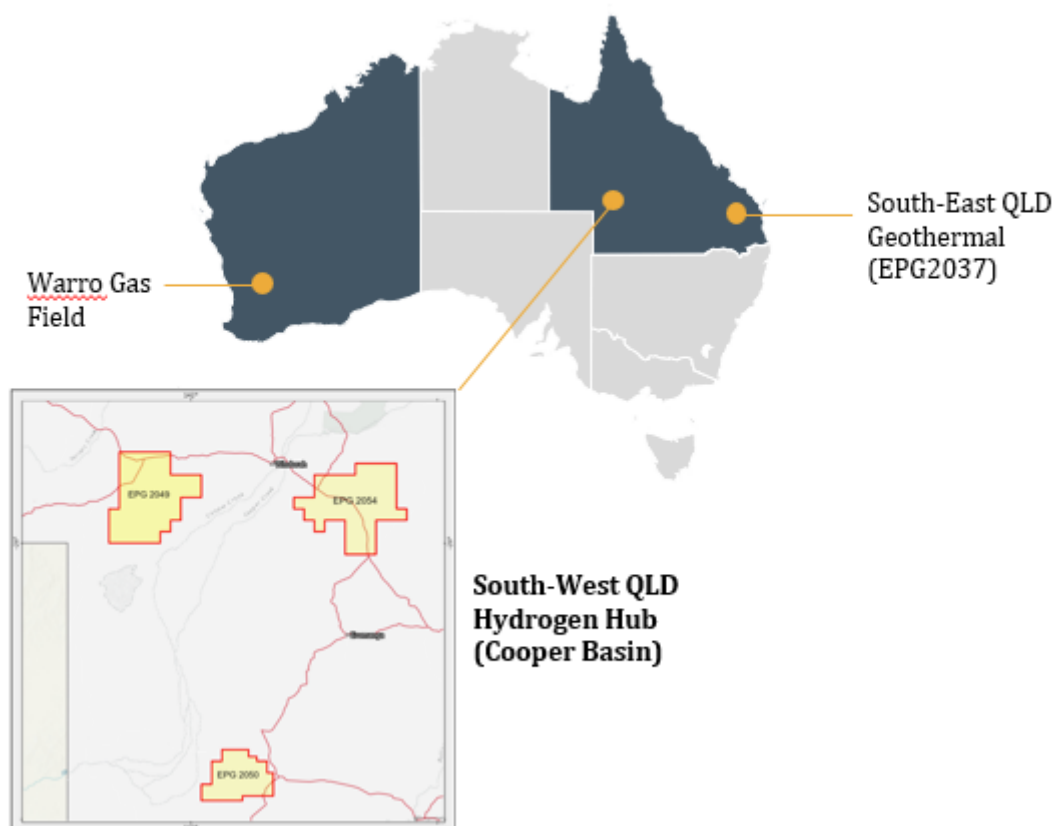 South-East QLD
Geothermal
(EPG2037)
Warro Gas
Field
EPG 2049
EPG 2054
EPG 2050
South-West QLD
Hydrogen Hub
(Cooper Basin)